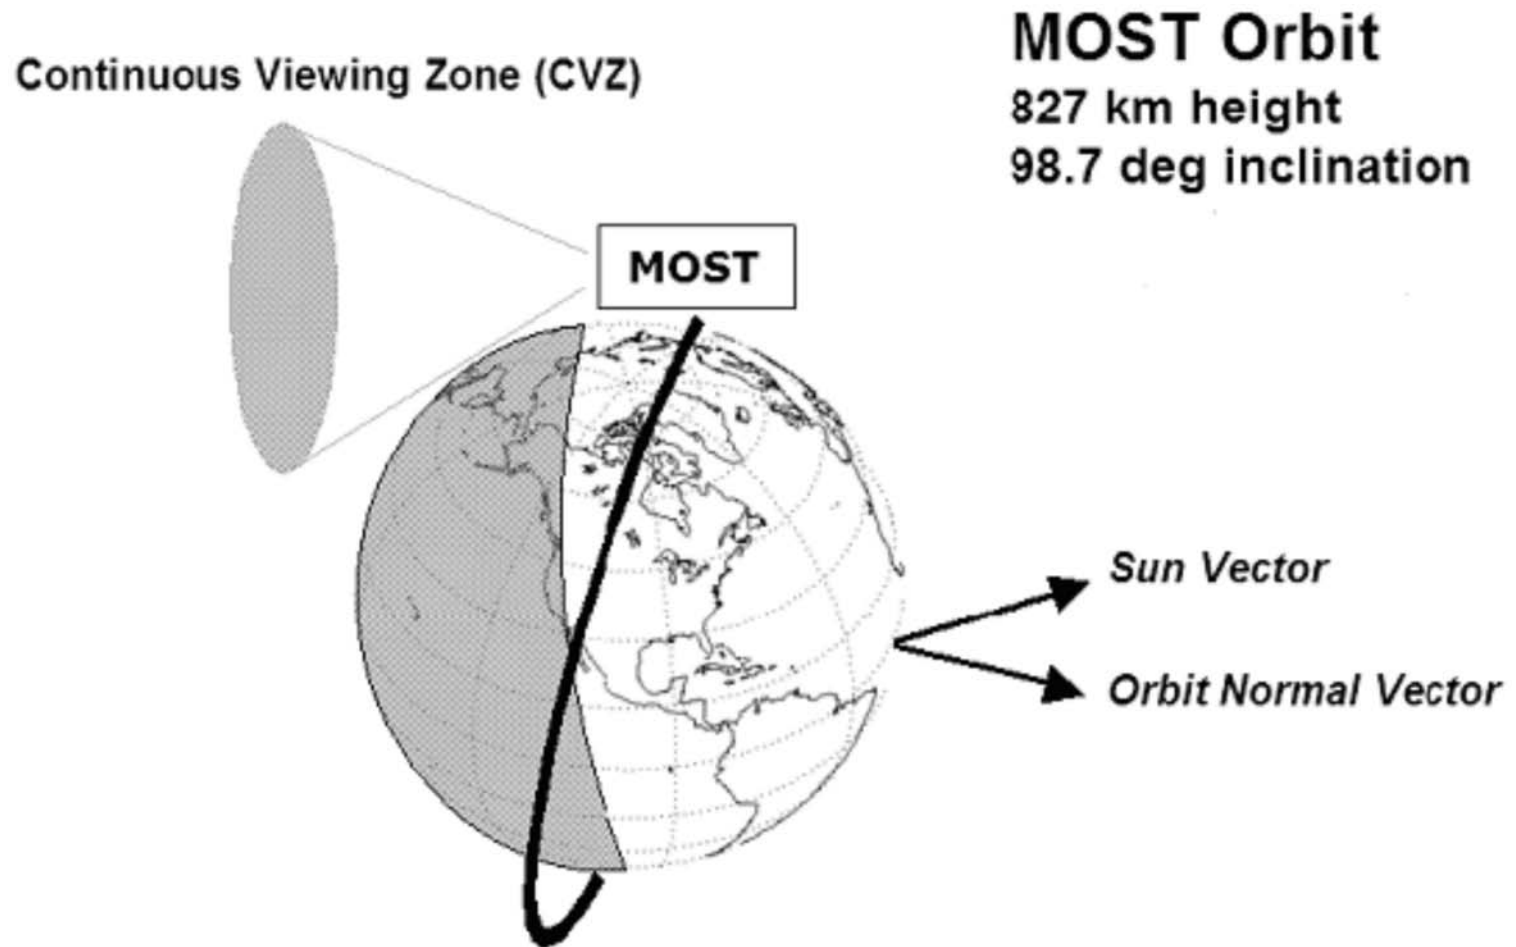 MOST Orbit
827 km height
98.7 deg inclination
Continuous Viewing Zone (CVZ)
MOST
Sun Vector
Orbit Normal Vector